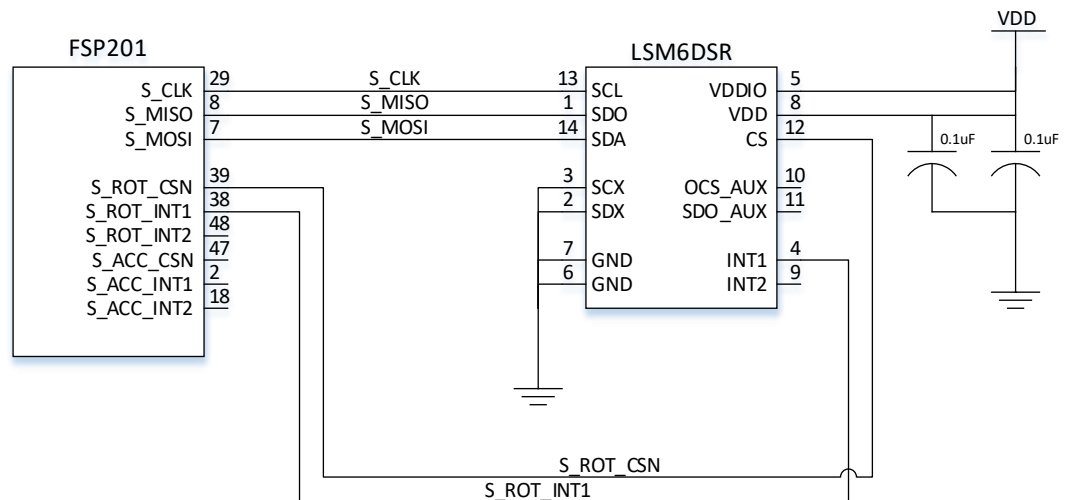 VDD
FSP201
LSM6DSR
29 S_CLK 13
S_CLK SCL VDDIO 5
8 S_MISO 1
S_MISO SDO VDD 8
7 S_MOSI 14
S_MOSI SDA CS 12
0.1uF 0.1uF
39 3
S_ROT_CSN SCX OCS_AUX 10
38 2
S_ROT_INT1 SDX SDO_AUX 11
48
S_ROT_INT2
47 7
S_ACC_CSN GND INT1 4
2 6
S_ACC_INT1 GND INT2 9
18
S_ACC_INT2
S_ROT_CSN
S_ROT_INT1